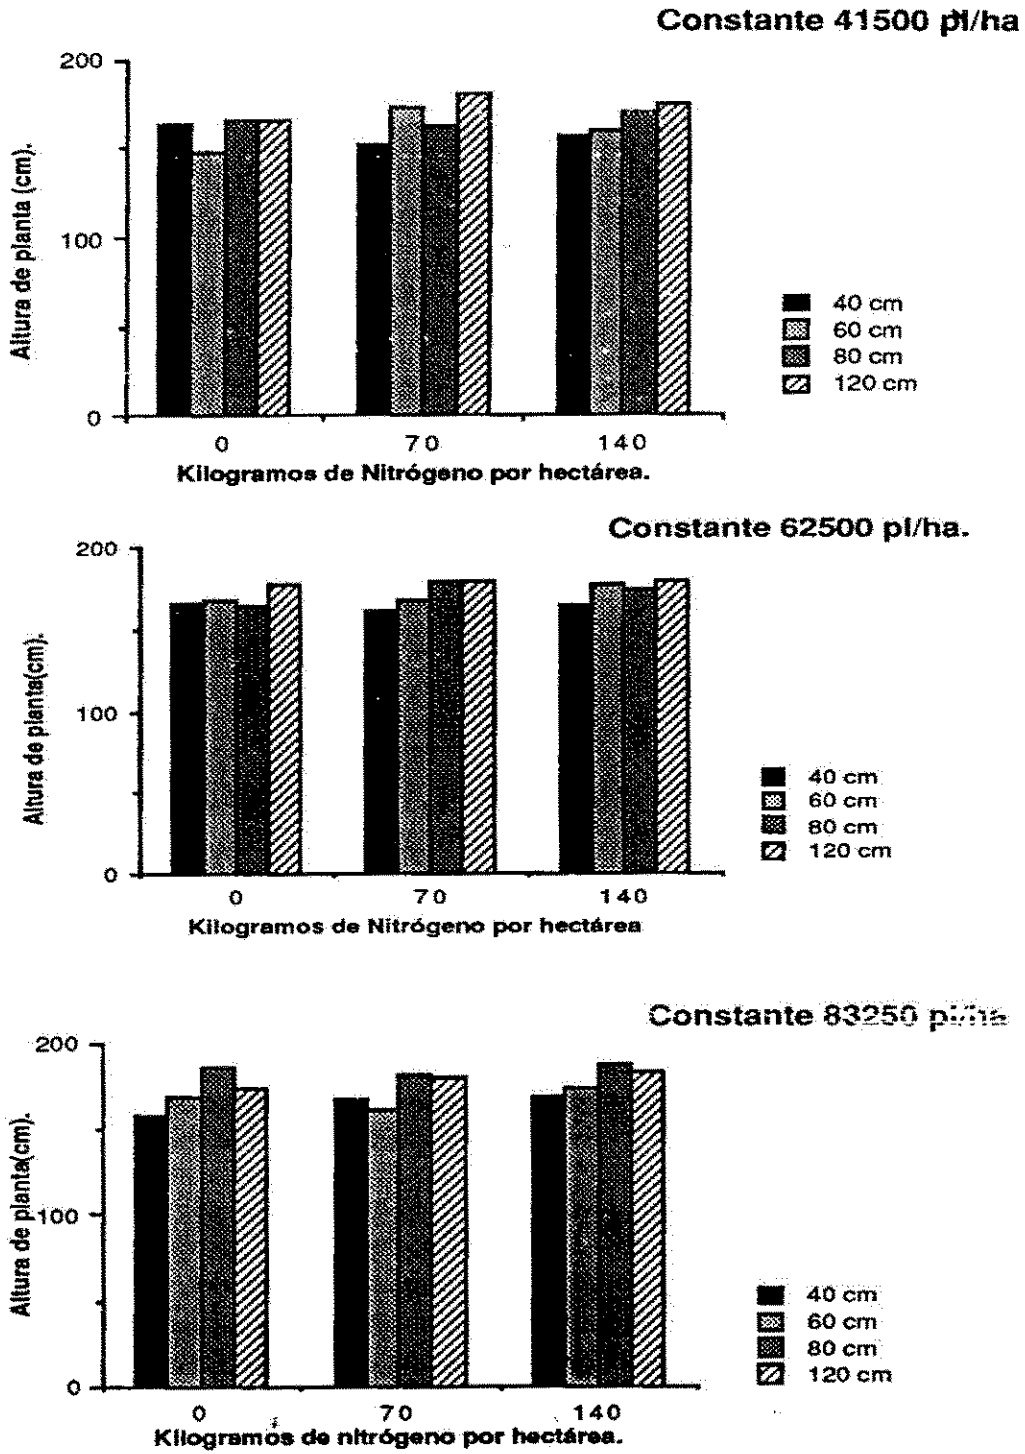 Constante 41500 pl/ha
200
100
0
Altura de planta (cm).
0 70 140
Kilogramos de Nitrógeno por hectárea.
40 cm
60 cm
80 cm
120 cm
Constante 62500 pl/ha.
200
100
0
Altura de planta(cm).
0 70 140
Kilogramos de Nitrógeno por hectárea
40 cm
60 cm
80 cm
120 cm
Constante 83250 pl/ha
200
100
0
Altura de planta(cm).
0 70 140
Kilogramos de nitrógeno por hectárea.
40 cm
60 cm
80 cm
120 cm